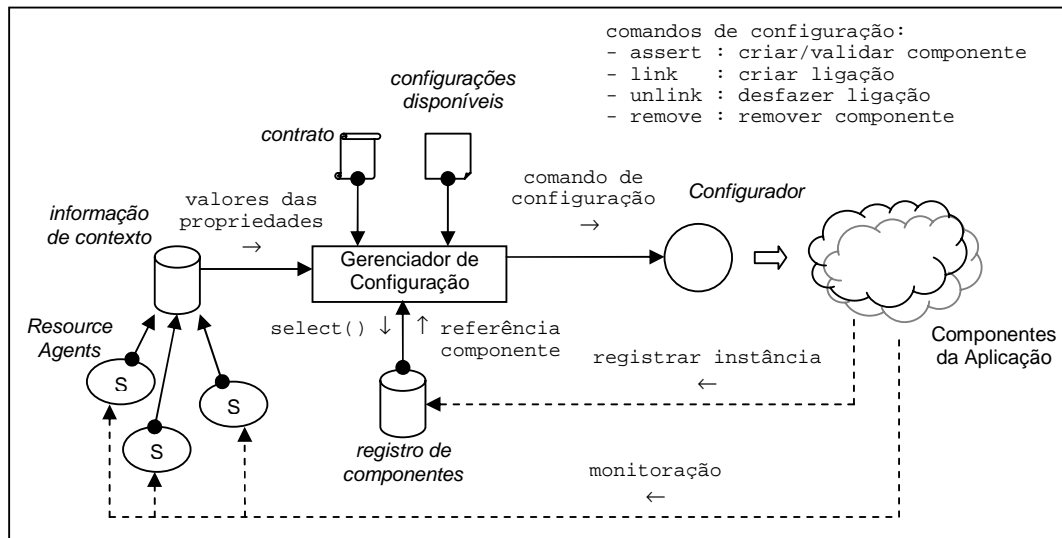 comandos de configuração:
- assert : criar/validar componente
- link : criar ligação
- unlink : desfazer ligação
- remove : remover componente
configurações
disponíveis
contrato
informação
de contexto
valores das
propriedades
→
comando de
configuração
→
Configurador
Gerenciador de
Configuração
select() ↓ ↑ referência
componente
Resource
Agents
S
S
S
registro de
componentes
registrar instância
←
Componentes
da Aplicação
monitoração
←